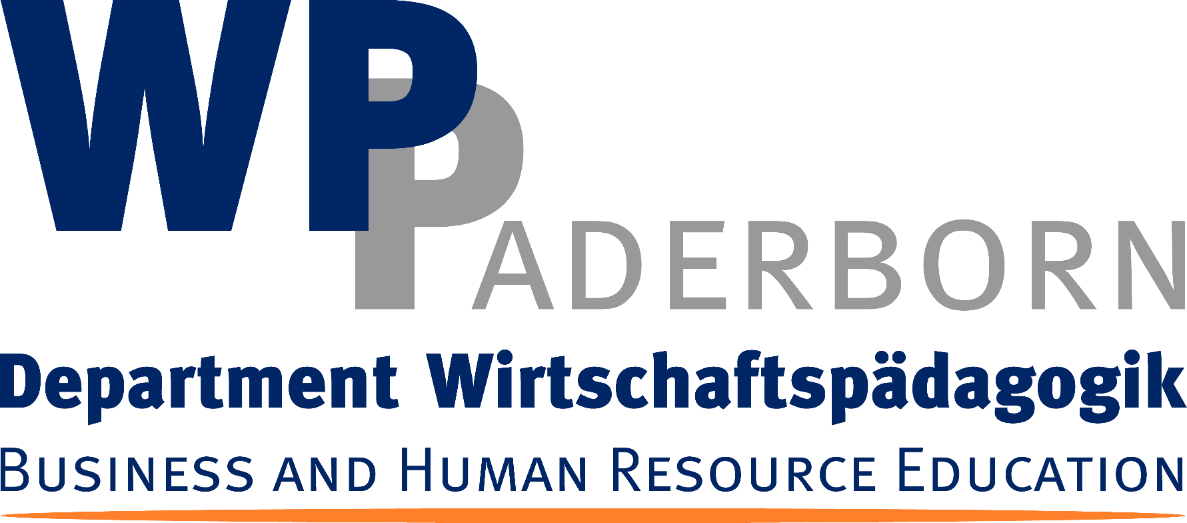 WP PADERBORN
Department Wirtschaftspädagogik
BUSINESS AND HUMAN RESOURCE EDUCATION